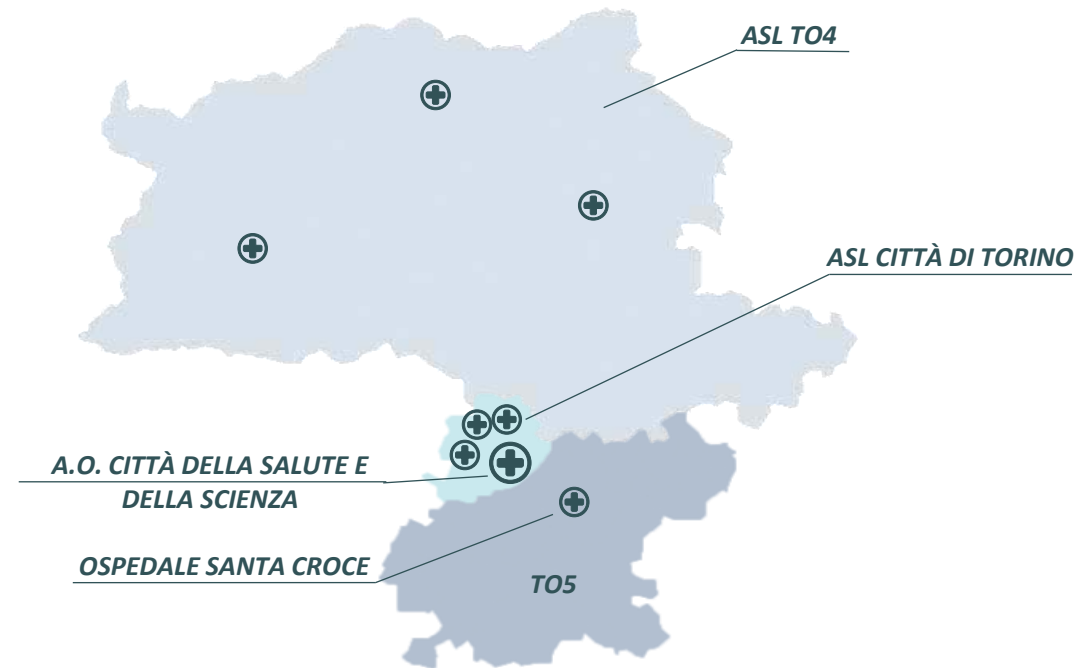 ASL TO4
ASL CITTÀ DI TORINO
A.O. CITTÀ DELLA SALUTE E
DELLA SCIENZA
OSPEDALE SANTA CROCE
TO5